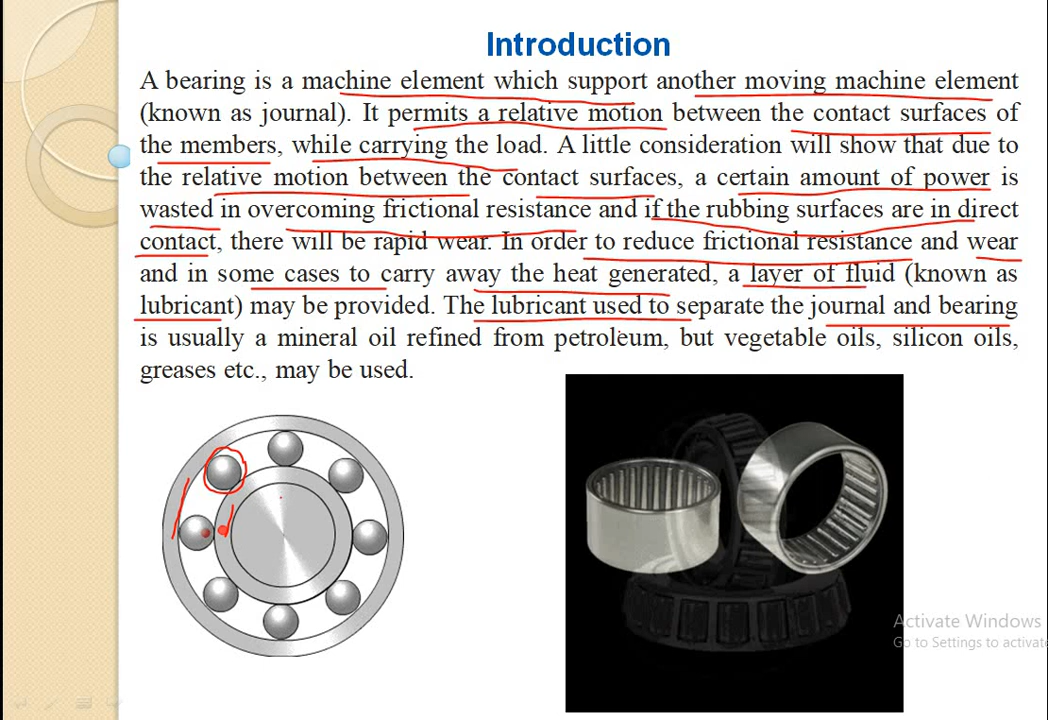 Introduction
A bearing is a machine element which support another moving machine element
(known as journal). It permits a relative motion between the contact surfaces of
the members, while carrying the load. A little consideration will show that due to
the relative motion between the contact surfaces, a certain amount of power is
wasted in overcoming frictional resistance and if the rubbing surfaces are in direct
contact, there will be rapid wear. In order to reduce frictional resistance and wear
and in some cases to carry away the heat generated, a layer of fluid (known as
lubricant) may be provided. The lubricant used to separate the journal and bearing
is usually a mineral oil refined from petroleum, but vegetable oils, silicon oils,
greases etc., may be used.
Activate Windows
Go to Settings to activate